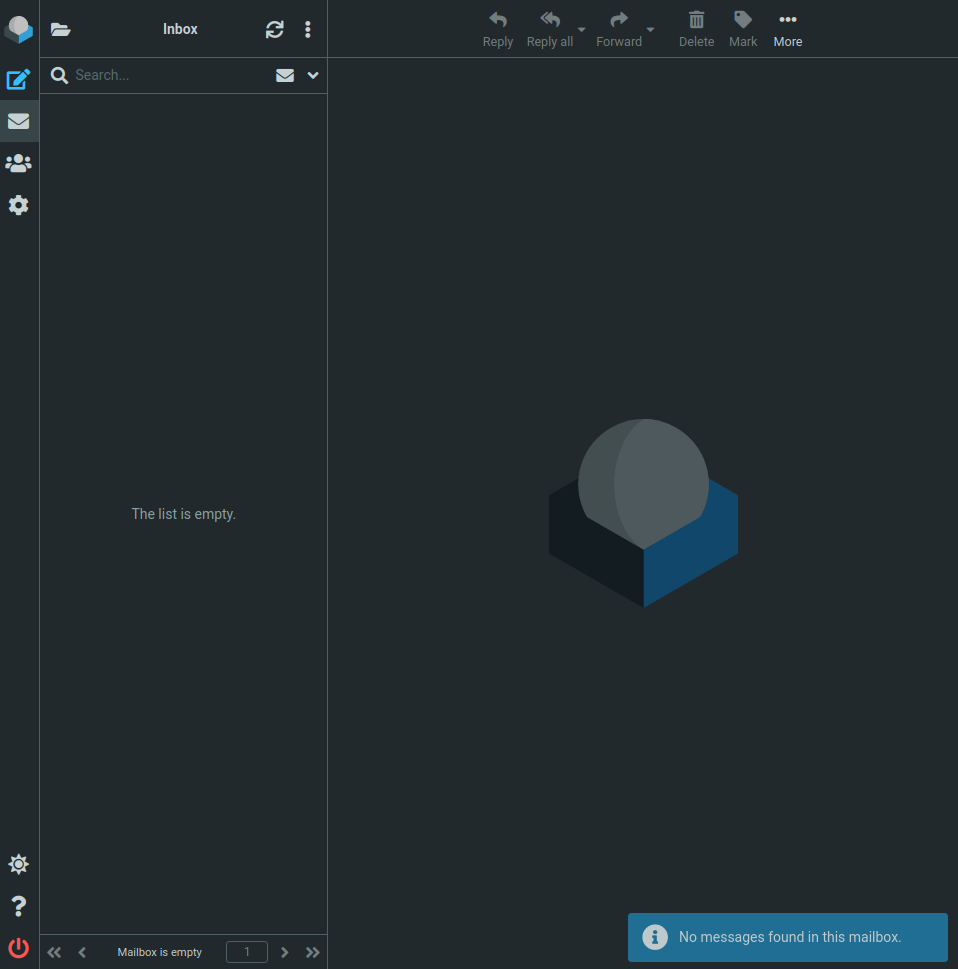 Inbox
Search...
The list is empty.
Mailbox is empty
1
Reply
Reply all
Forward
Delete
Mark
More
No messages found in this mailbox.